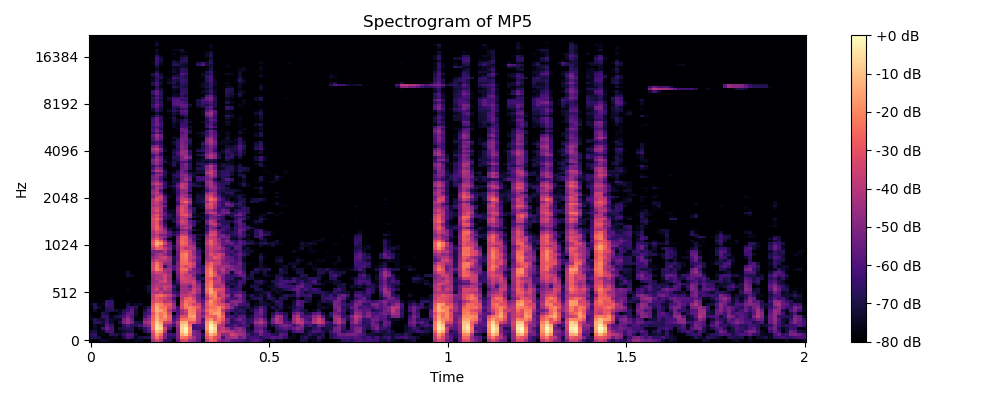 Spectrogram of MP5
16384
8192
4096
2048
1024
512
0
Hz
0
0.5
1
1.5
2
Time
+0 dB
-10 dB
-20 dB
-30 dB
-40 dB
-50 dB
-60 dB
-70 dB
-80 dB